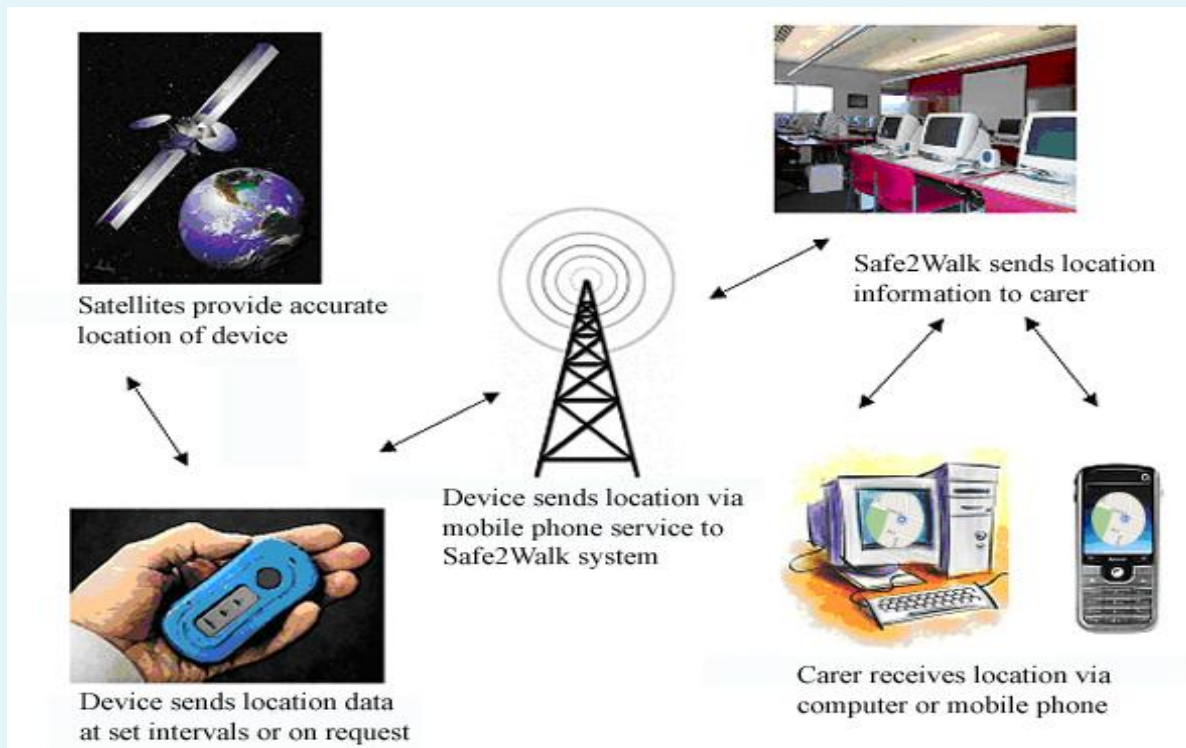 Satellites provide accurate
location of device
Safe2Walk sends location
information to carer
Device sends location via
mobile phone service to
Safe2Walk system
Device sends location data
at set intervals or on request
Carer receives location via
computer or mobile phone